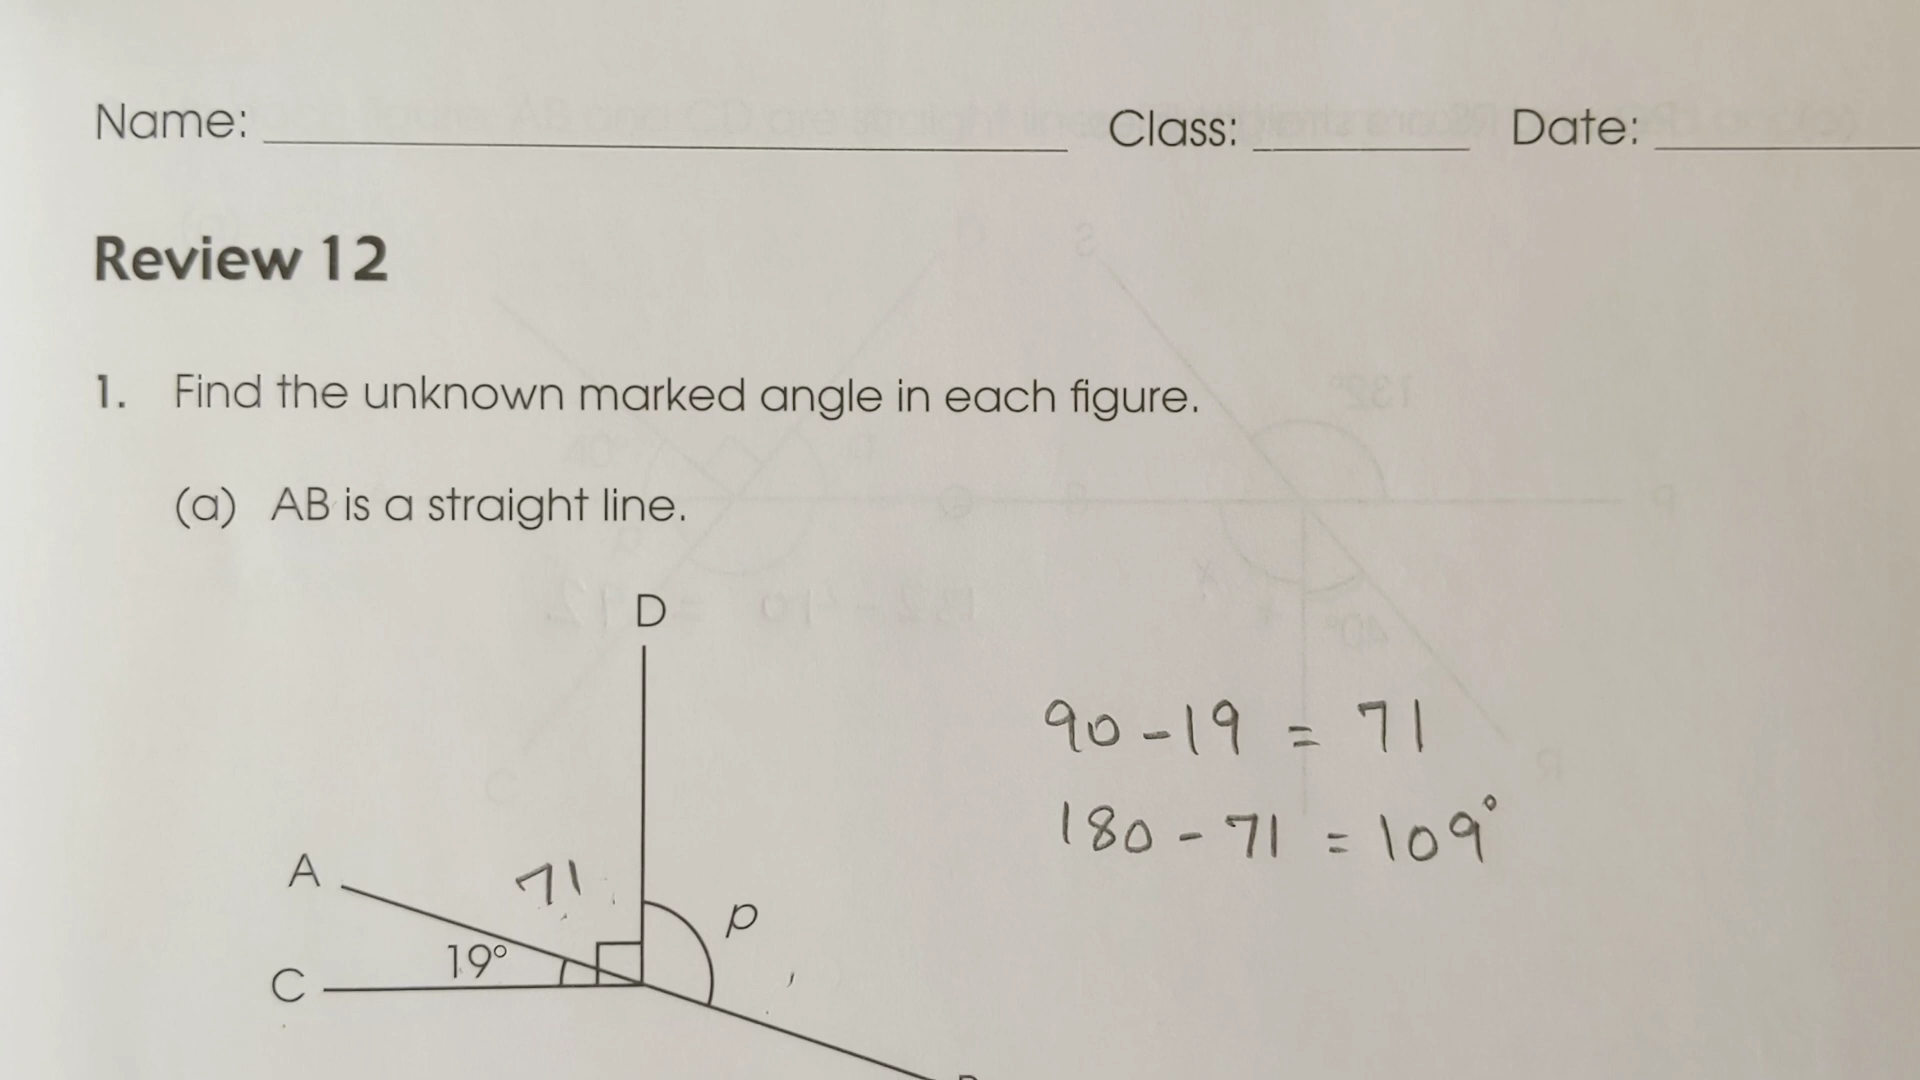 Name: Class: Date:
Review 12
1. Find the unknown marked angle in each figure.
(a) AB is a straight line.
D
90 - 19 = 71
180 - 71 = 109°
A 71
p
19°
C